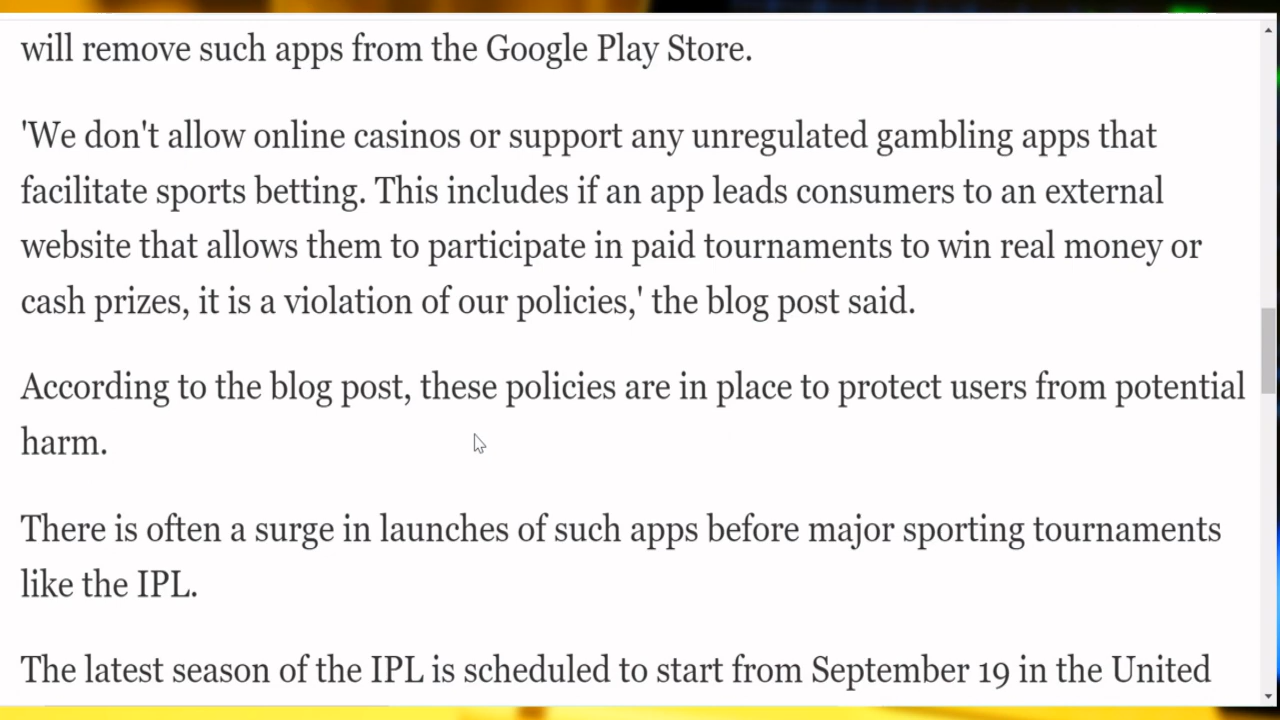 will remove such apps from the Google Play Store.
'We don't allow online casinos or support any unregulated gambling apps that
facilitate sports betting. This includes if an app leads consumers to an external
website that allows them to participate in paid tournaments to win real money or
cash prizes, it is a violation of our policies,' the blog post said.
According to the blog post, these policies are in place to protect users from potential
harm.
There is often a surge in launches of such apps before major sporting tournaments
like the IPL.
The latest season of the IPL is scheduled to start from September 19 in the United